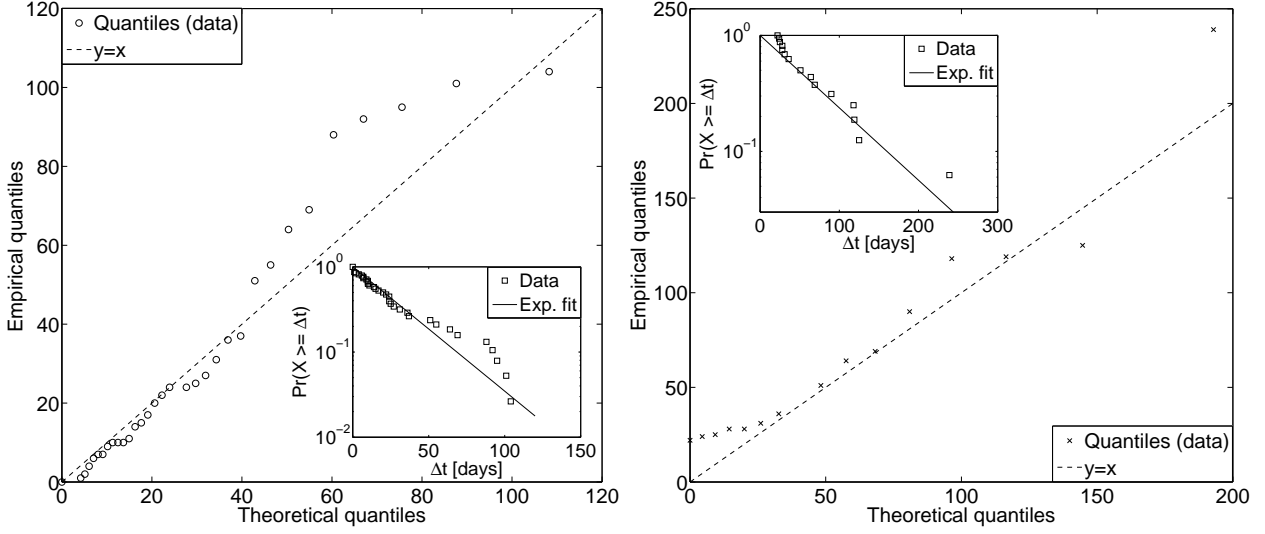 120
100
80
60
40
20
0
Empirical quantiles
Quantiles (data)
y=x
10^0
10^-1
10^-2
Pr(X >= Δt)
Data
Exp. fit
0 50 100 150
Δt [days]
0 20 40 60 80 100 120
Theoretical quantiles
250
200
150
100
50
0
Empirical quantiles
10^0
10^-1
Pr(X >= Δt)
Data
Exp. fit
0 100 200 300
Δt [days]
Quantiles (data)
y=x
0 50 100 150 200
Theoretical quantiles